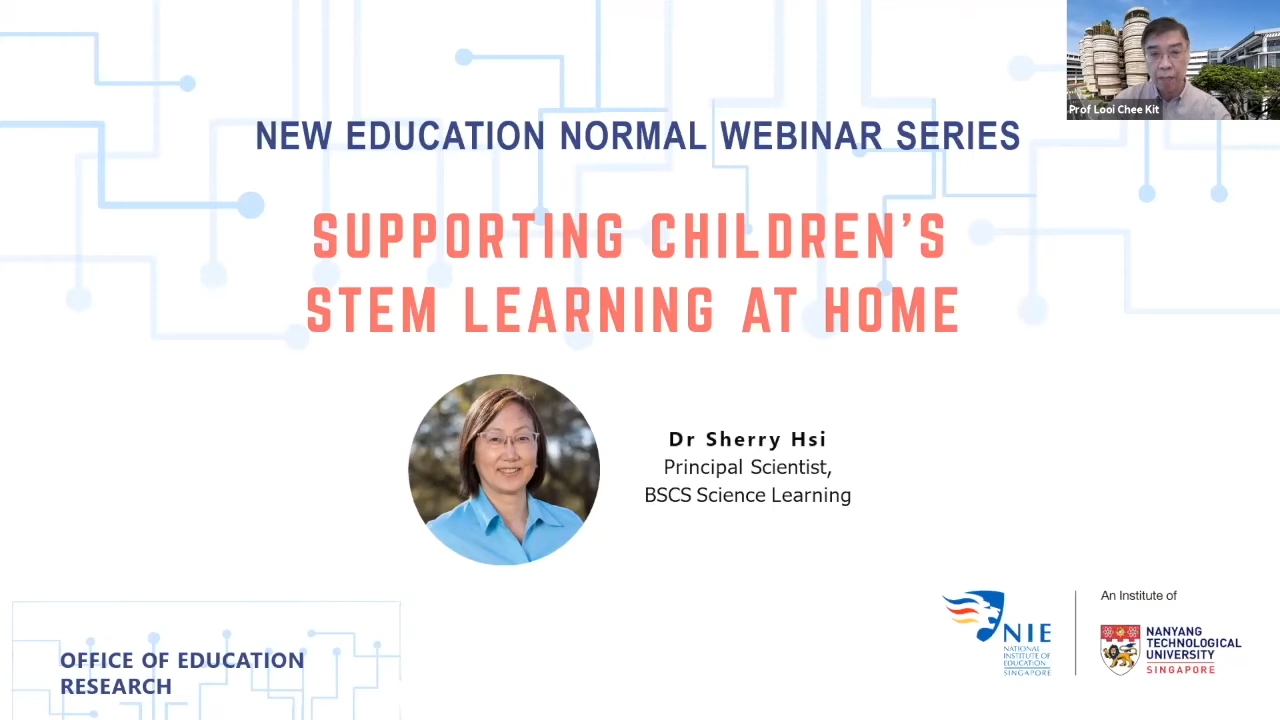 Prof Looi Chee Kit
NEW EDUCATION NORMAL WEBINAR SERIES
SUPPORTING CHILDREN'S
STEM LEARNING AT HOME
Dr Sherry Hsi
Principal Scientist,
BSCS Science Learning
OFFICE OF EDUCATION
RESEARCH
NIE
NATIONAL
INSTITUTE OF
EDUCATION
SINGAPORE
An Institute of
NANYANG
TECHNOLOGICAL
UNIVERSITY
SINGAPORE